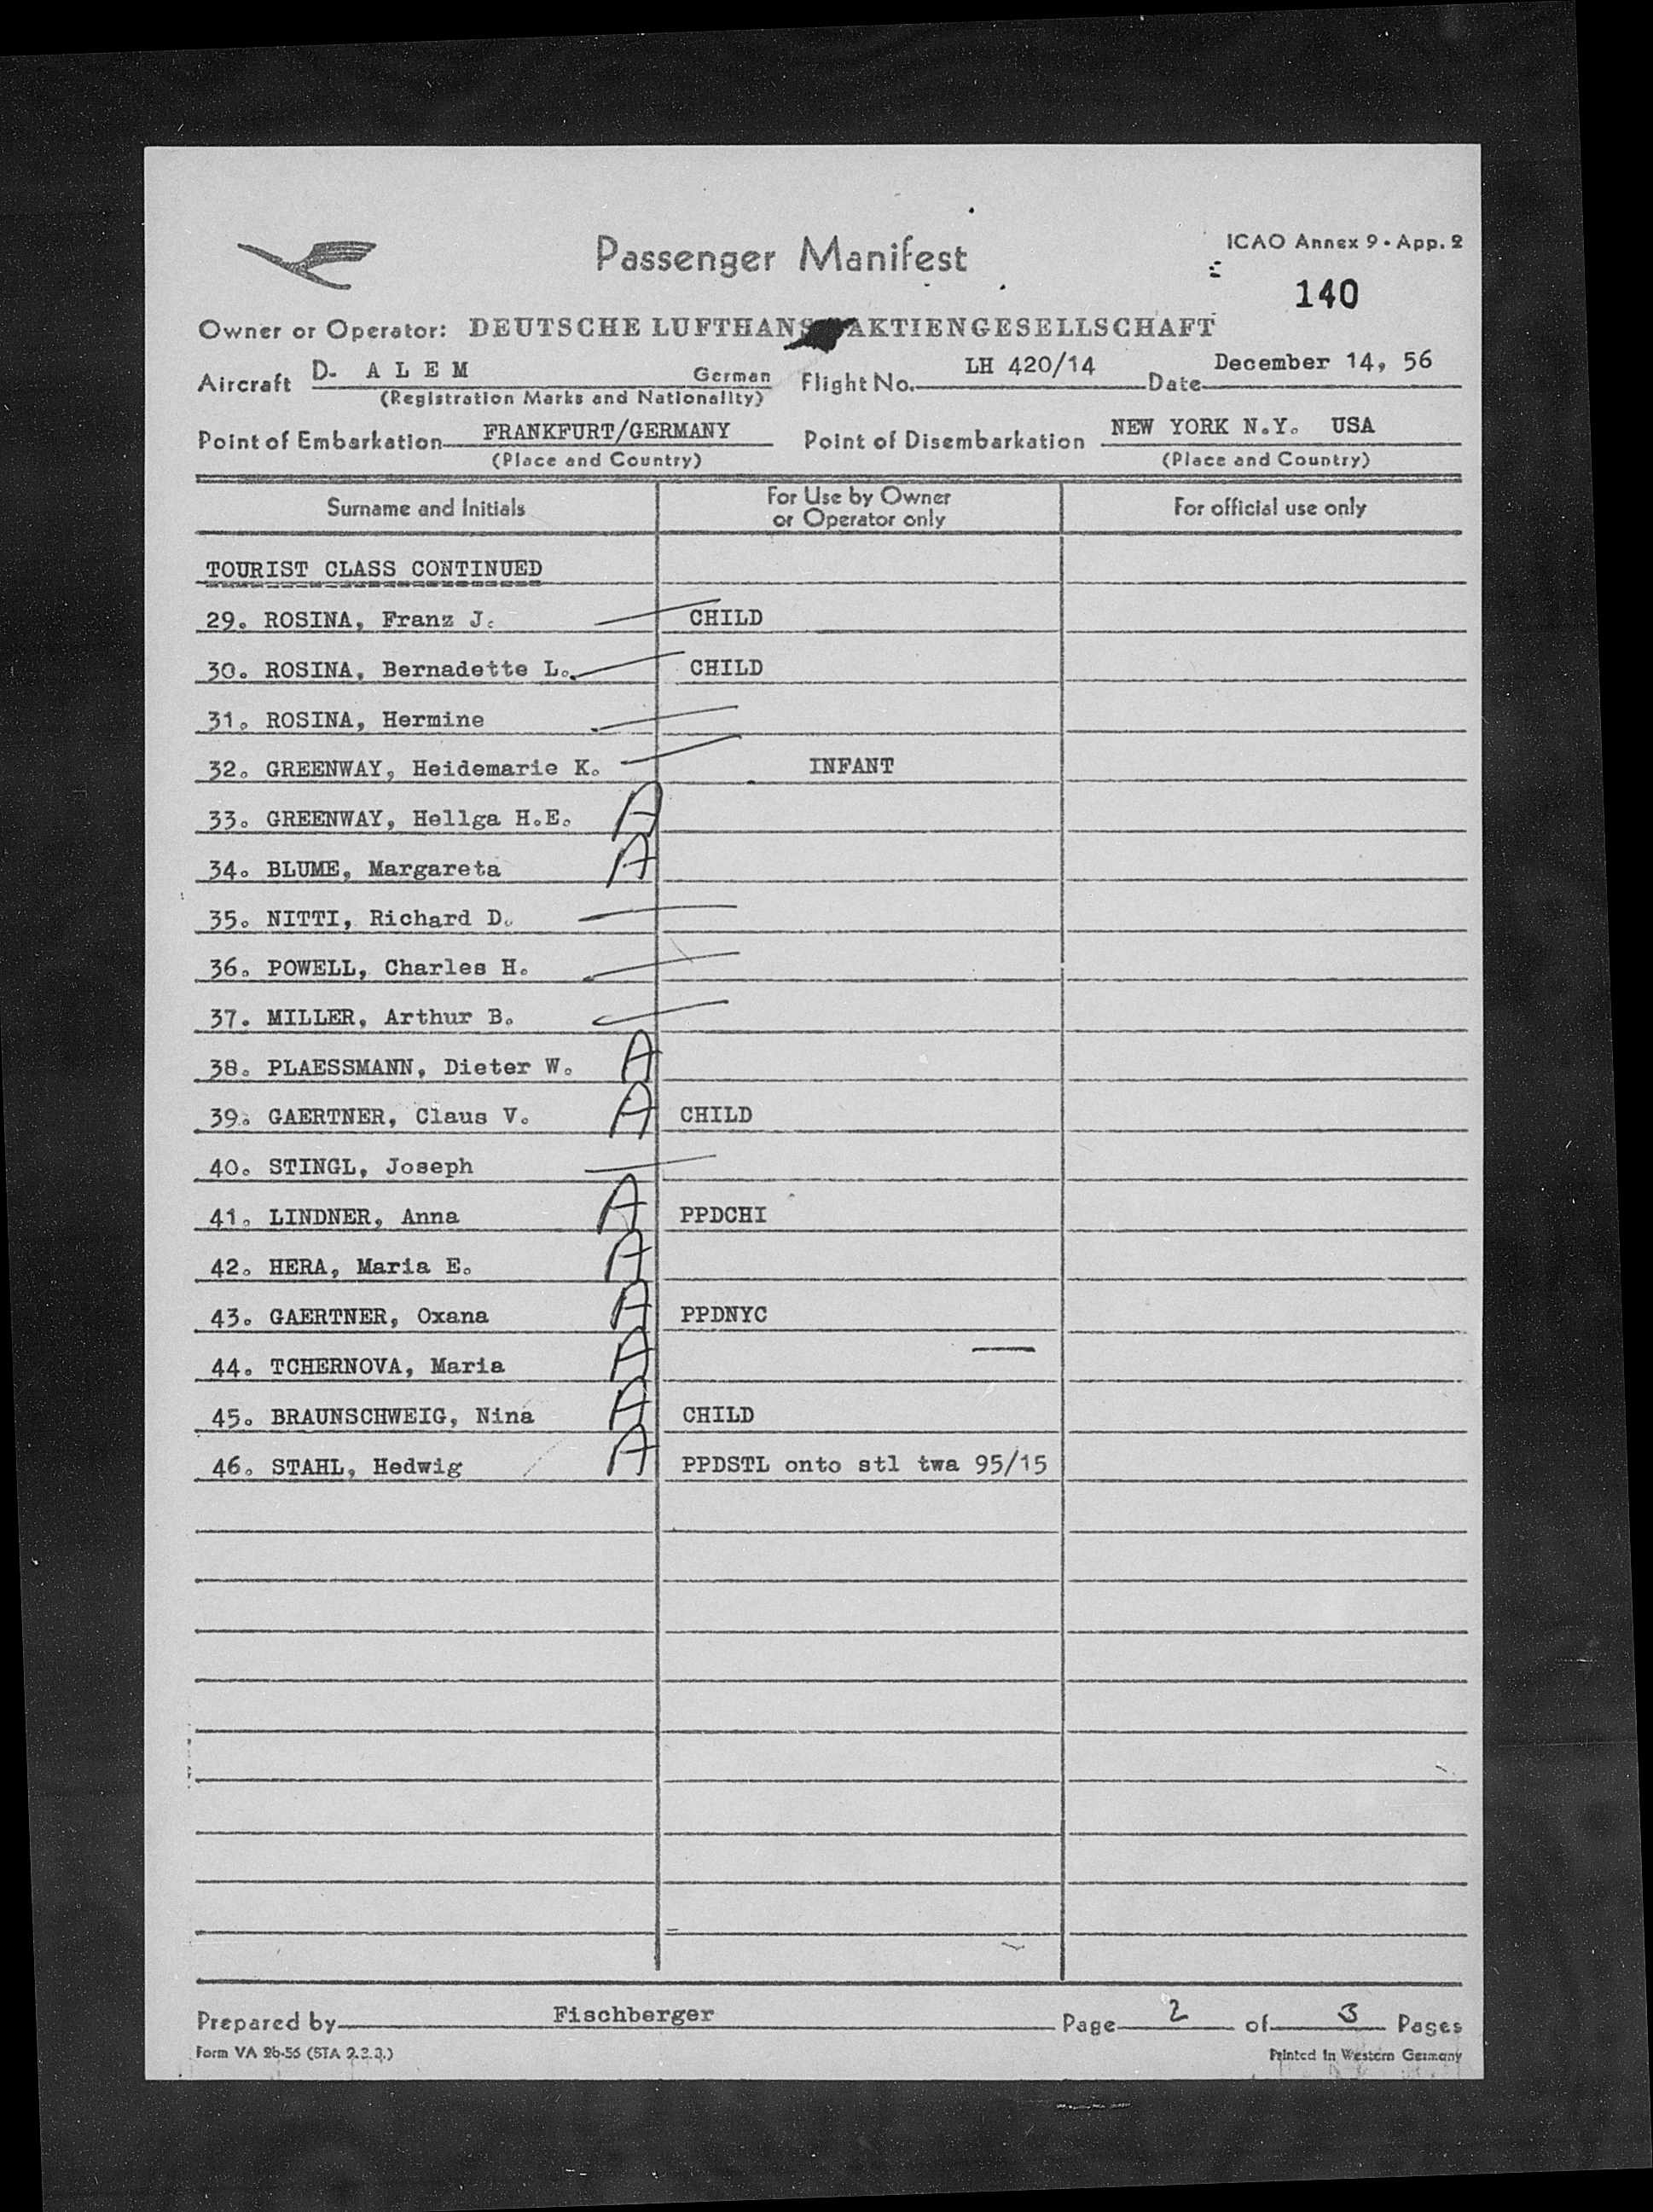 Passenger Manifest
ICAO Annex 9 • App. 2
140
Owner or Operator: DEUTSCHE LUFTHANS AKTIENGESELLSCHAFT
Aircraft D- A L E M German Flight No. LH 420/14 Date December 14, 56
(Registration Marks and Nationality)
Point of Embarkation FRANKFURT/GERMANY Point of Disembarkation NEW YORK N.Y. USA
(Place and Country) (Place and Country)
Surname and Initials For Use by Owner or Operator only For official use only
TOURIST CLASS CONTINUED
29. ROSINA, Franz J. CHILD
30. ROSINA, Bernadette L. CHILD
31. ROSINA, Hermine
32. GREENWAY, Heidemarie K. INFANT
33. GREENWAY, Hellga H.E. A
34. BLUME, Margareta A
35. NITTI, Richard D.
36. POWELL, Charles H.
37. MILLER, Arthur B.
38. PLAESSMANN, Dieter W. A
39. GAERTNER, Claus V. A CHILD
40. STINGL, Joseph
41. LINDNER, Anna A PPDCHI
42. HERA, Maria E. A
43. GAERTNER, Oxana A PPDNYC
44. TCHERNOVA, Maria A
45. BRAUNSCHWEIG, Nina A CHILD
46. STAHL, Hedwig A PPDSTL onto stl twa 95/15
Prepared by Fischberger Page 2 of 3 Pages
Form VA 26-56 (STA Printed in Western Germany